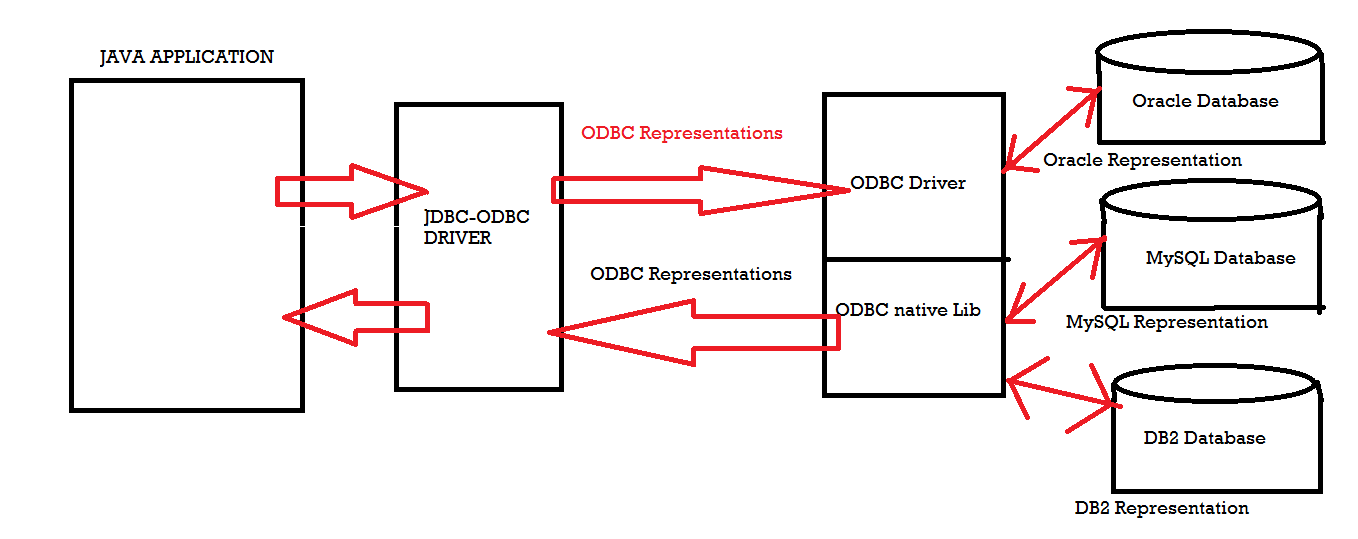 JAVA APPLICATION
JDBC-ODBC
DRIVER
ODBC Representations
ODBC Representations
ODBC Driver
ODBC native Lib
Oracle Database
Oracle Representation
MySQL Database
MySQL Representation
DB2 Database
DB2 Representation